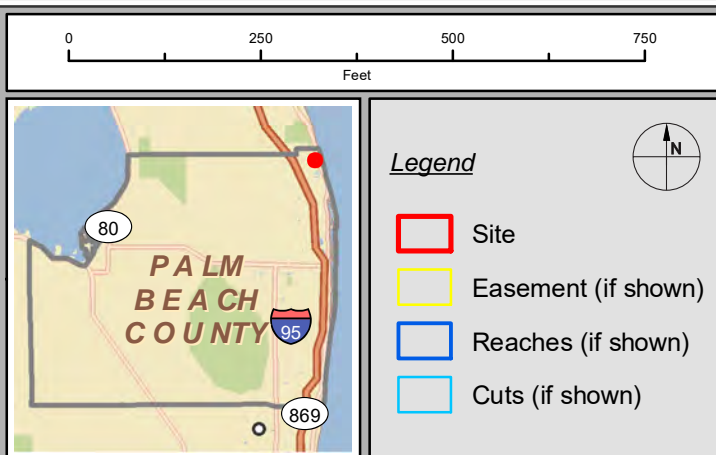 0 250 500 750
Feet
80
PALM
BEACH
COUNTY
95
869
Legend
N
Site
Easement (if shown)
Reaches (if shown)
Cuts (if shown)